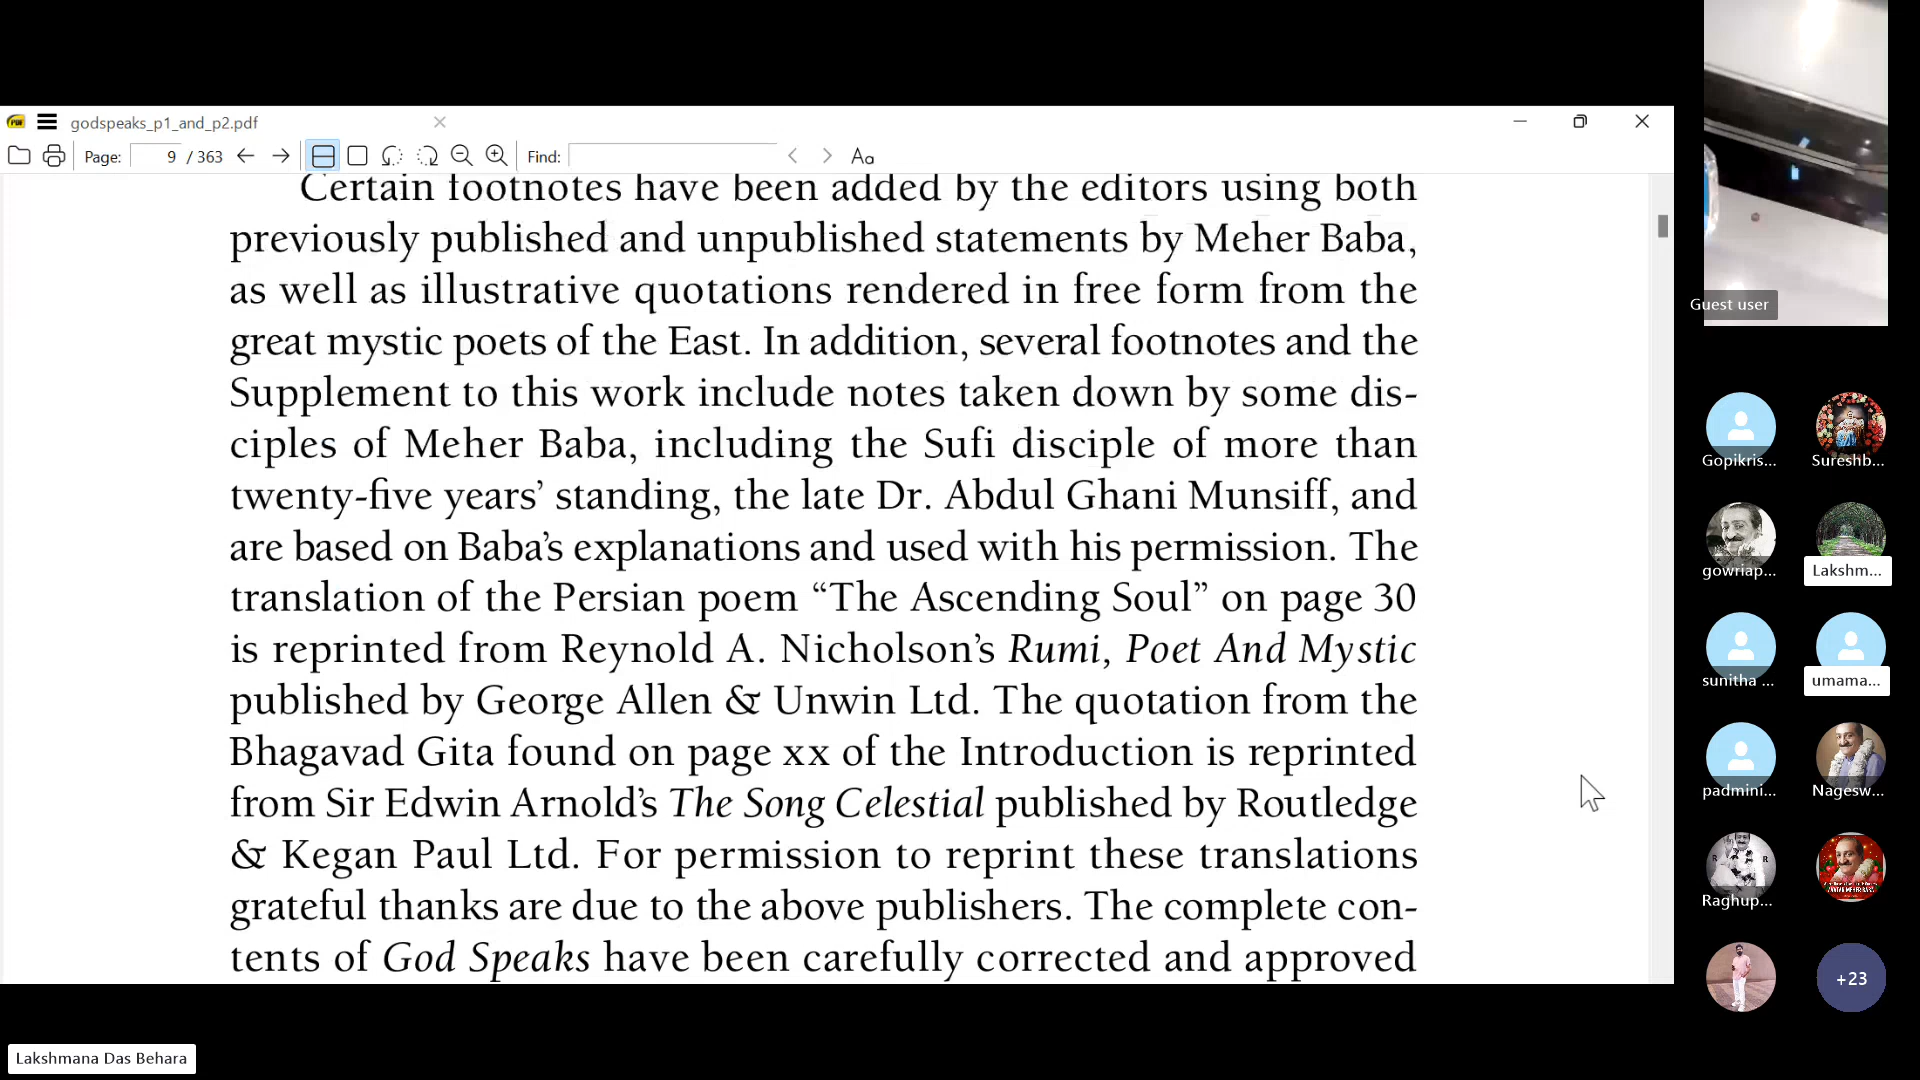 godspeaks_p1_and_p2.pdf
Page: 9 / 363 Find: Aa
Certain footnotes have been added by the editors using both
previously published and unpublished statements by Meher Baba,
as well as illustrative quotations rendered in free form from the
great mystic poets of the East. In addition, several footnotes and the
Supplement to this work include notes taken down by some dis-
ciples of Meher Baba, including the Sufi disciple of more than
twenty-five years’ standing, the late Dr. Abdul Ghani Munsiff, and
are based on Baba’s explanations and used with his permission. The
translation of the Persian poem “The Ascending Soul” on page 30
is reprinted from Reynold A. Nicholson’s Rumi, Poet And Mystic
published by George Allen & Unwin Ltd. The quotation from the
Bhagavad Gita found on page xx of the Introduction is reprinted
from Sir Edwin Arnold’s The Song Celestial published by Routledge
& Kegan Paul Ltd. For permission to reprint these translations
grateful thanks are due to the above publishers. The complete con-
tents of God Speaks have been carefully corrected and approved
Guest user
Gopikris... Sureshb...
gowriap... Lakshm...
sunitha ... umama...
padmini... Nagesw...
Raghup...
+23
Lakshmana Das Behara